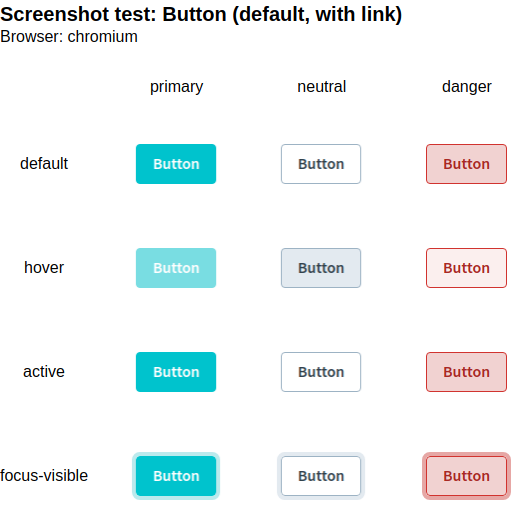 Screenshot test: Button (default, with link)
Browser: chromium
primary neutral danger
default Button Button Button
hover Button Button Button
active Button Button Button
focus-visible Button Button Button